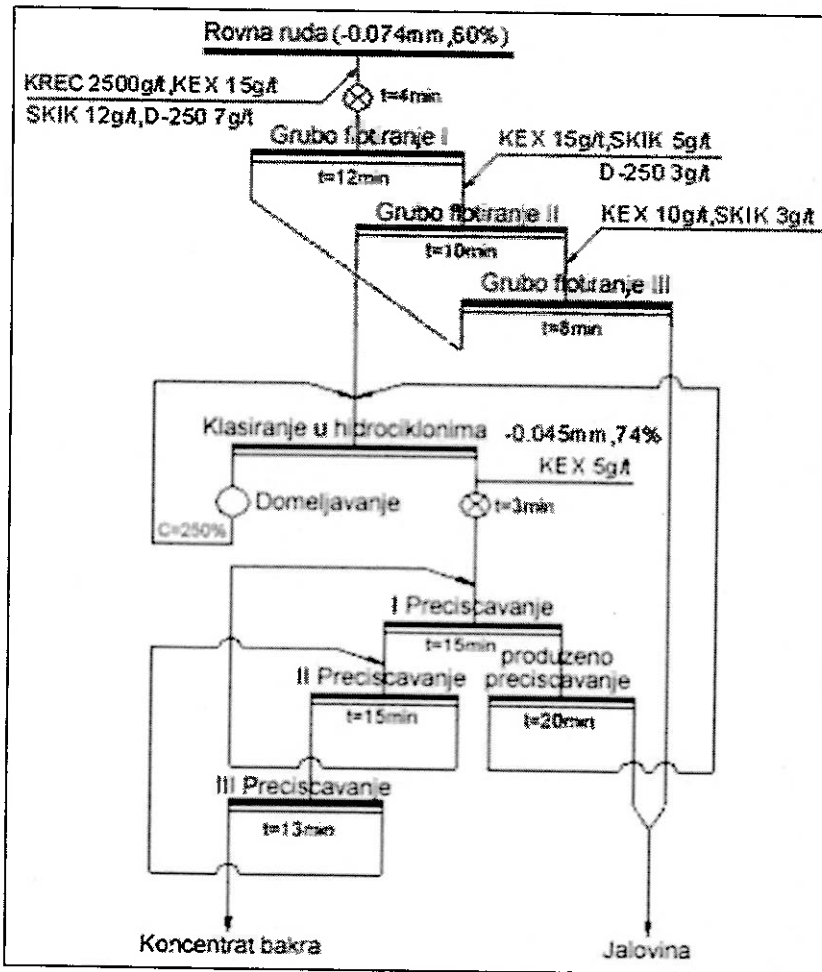 Rovna ruda (-0.074mm,60%)
KREC 2500g/t,KEX 15g/t
t=4min
SKIK 12g/t,D-250 7g/t
Grubo flotiranje I
KEX 15g/t,SKIK 5g/t
t=12min
D-250 3g/t
Grubo flotiranje II
KEX 10g/t,SKIK 3g/t
t=10min
Grubo flotiranje III
t=8min
Klasiranje u hidrociklonima
-0.045mm ,74%
KEX 5g/t
Domeljavanje
t=3min
C=250%
I Preciscavanje
t=15min
produzeno
II Preciscavanje
preciscavanje
t=15min
t=20min
III Preciscavanje
t=13min
Koncentrat bakra
Jalovina